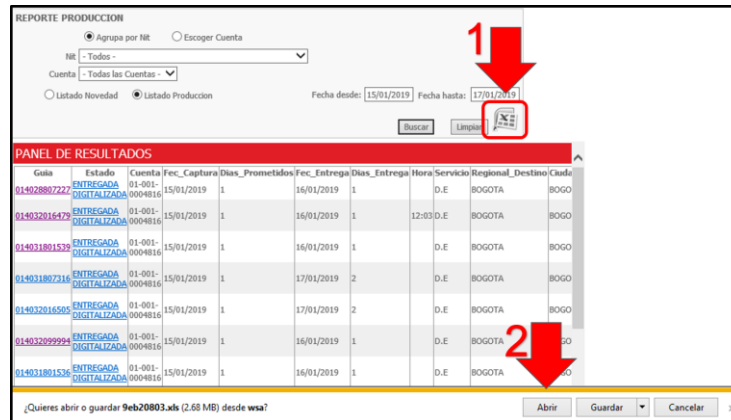 REPORTE PRODUCCION
Agrupa por Nit Escoger Cuenta
1
Nit - Todos -
Cuenta - Todas las Cuentas -
Listado Novedad Listado Produccion Fecha desde: 15/01/2019 Fecha hasta: 17/01/2019
Buscar Limpiar
PANEL DE RESULTADOS
Guia Estado Cuenta Fec_Captura Dias_Prometidos Fec_Entrega Dias_Entrega Hora Servicio Regional_Destino Ciuda
014028807227 ENTREGADA DIGITALIZADA 01-001-0004816 15/01/2019 1 16/01/2019 1 D.E BOGOTA BOGO
014032016479 ENTREGADA DIGITALIZADA 01-001-0004816 15/01/2019 1 16/01/2019 1 12:03 D.E BOGOTA BOGO
014031801539 ENTREGADA DIGITALIZADA 01-001-0004816 15/01/2019 1 16/01/2019 1 D.E BOGOTA BOGO
014031807316 ENTREGADA DIGITALIZADA 01-001-0004816 15/01/2019 1 17/01/2019 2 D.E BOGOTA BOGO
014032016505 ENTREGADA DIGITALIZADA 01-001-0004816 15/01/2019 1 17/01/2019 2 D.E BOGOTA BOGO
2
014032099994 ENTREGADA DIGITALIZADA 01-001-0004816 15/01/2019 1 16/01/2019 1 D.E BOGOTA GO
014031801536 ENTREGADA DIGITALIZADA 01-001-0004816 15/01/2019 1 16/01/2019 1 D.E BOGOTA BOGO
¿Quieres abrir o guardar 9eb20803.xls (2.68 MB) desde wsa? Abrir Guardar Cancelar